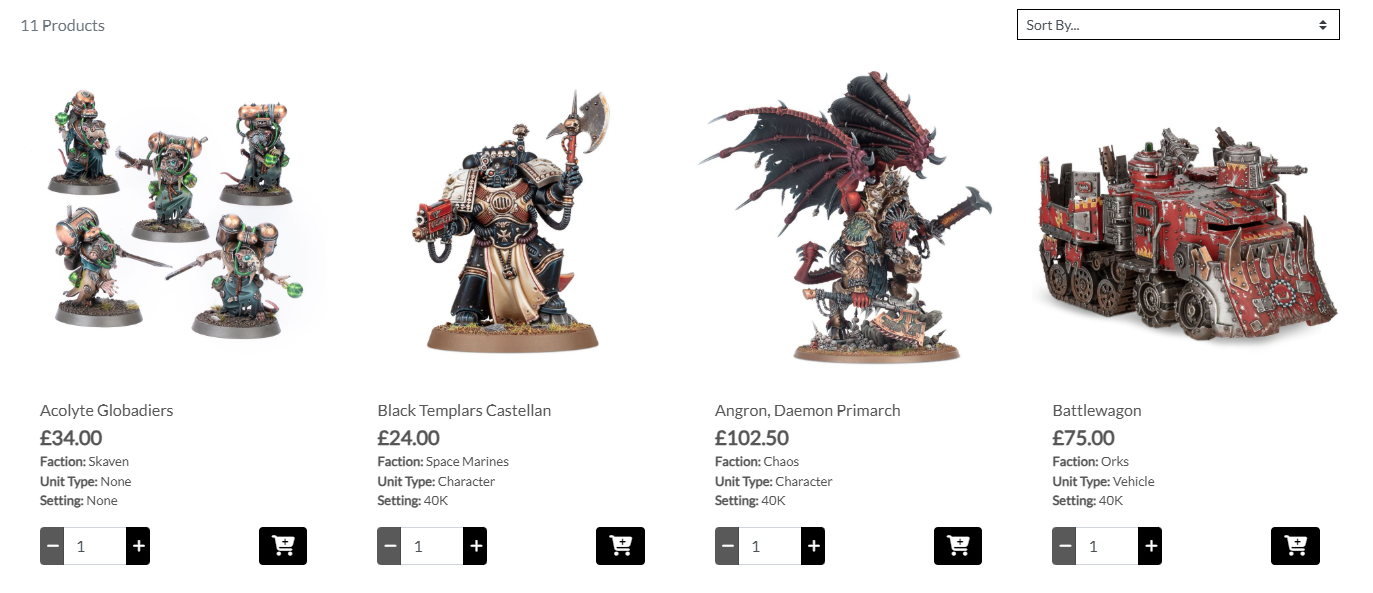 11 Products
Sort By...
Acolyte Globadiers
£34.00
Faction: Skaven
Unit Type: None
Setting: None
1
Black Templars Castellan
£24.00
Faction: Space Marines
Unit Type: Character
Setting: 40K
1
Angron, Daemon Primarch
£102.50
Faction: Chaos
Unit Type: Character
Setting: 40K
1
Battlewagon
£75.00
Faction: Orks
Unit Type: Vehicle
Setting: 40K
1